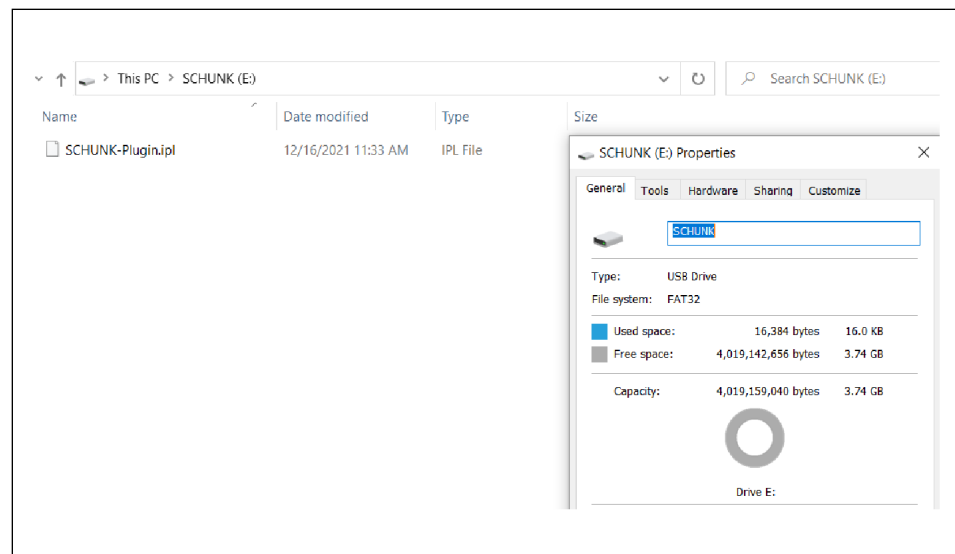 This PC > SCHUNK (E:)
Search SCHUNK (E:)
Name Date modified Type Size
SCHUNK-Plugin.ipl 12/16/2021 11:33 AM IPL File
SCHUNK (E:) Properties
General Tools Hardware Sharing Customize
SCHUNK
Type: USB Drive
File system: FAT32
Used space: 16,384 bytes 16.0 KB
Free space: 4,019,142,656 bytes 3.74 GB
Capacity: 4,019,159,040 bytes 3.74 GB
Drive E: